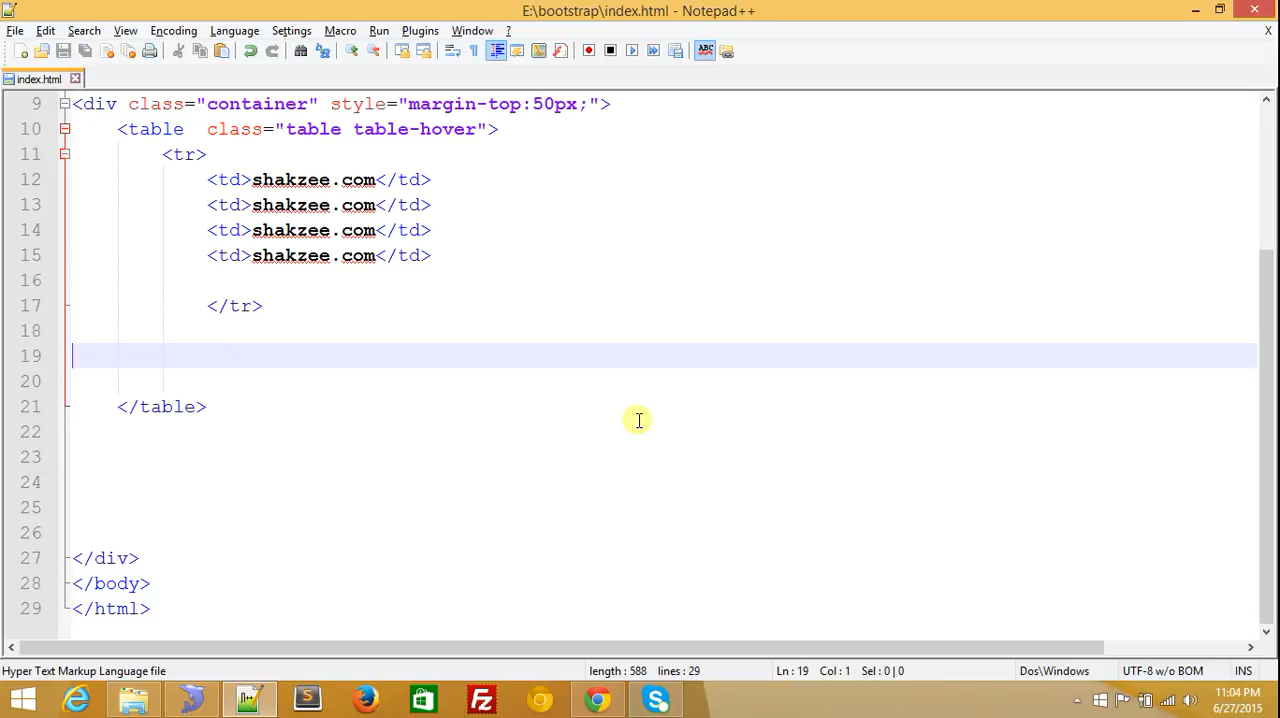 E:\bootstrap\index.html - Notepad++
File Edit Search View Encoding Language Settings Macro Run Plugins Window ? X
index.html
9 <div class="container" style="margin-top:50px;">
10 <table  class="table table-hover">
11 <tr>
12 <td>shakzee.com</td>
13 <td>shakzee.com</td>
14 <td>shakzee.com</td>
15 <td>shakzee.com</td>
16
17 </tr>
18
19
20
21 </table>
22
23
24
25
26
27 </div>
28 </body>
29 </html>
Hyper Text Markup Language file length : 588 lines : 29 Ln : 19 Col : 1 Sel : 0 | 0 Dos\Windows UTF-8 w/o BOM INS
11:04 PM
6/27/2015